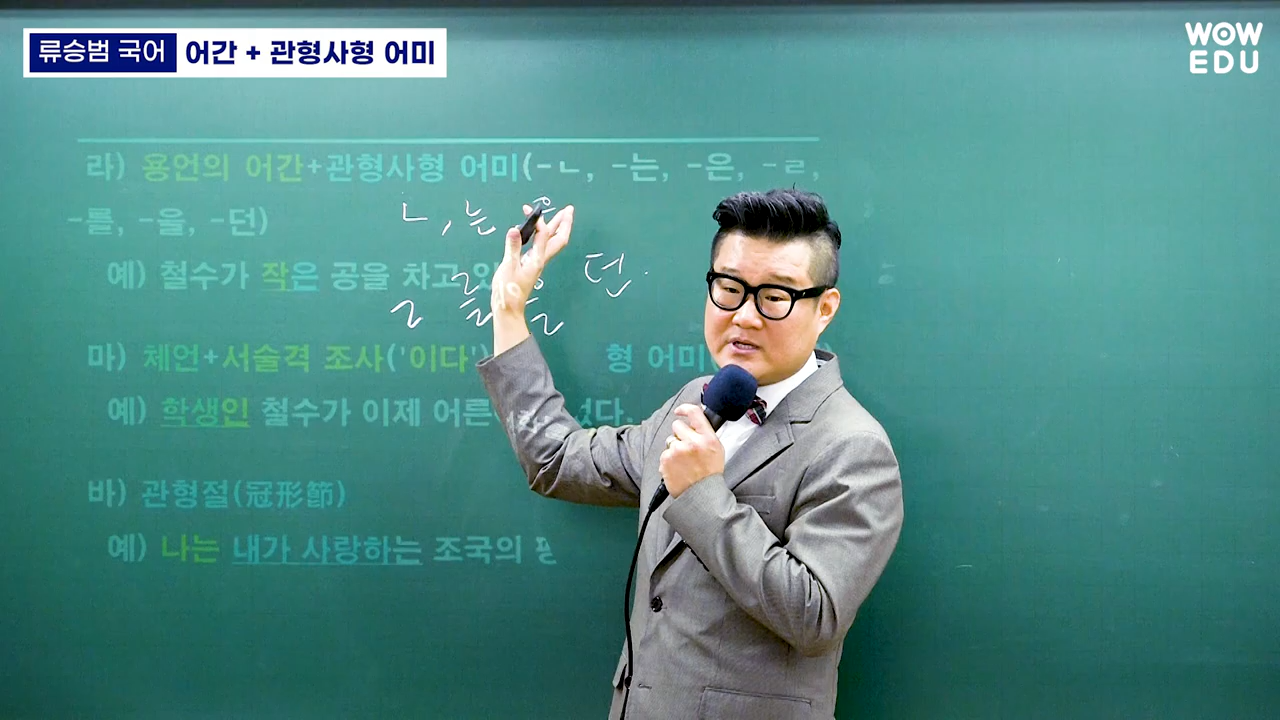 류승범 국어 어간 + 관형사형 어미
WOW
EDU
라) 용언의 어간+관형사형 어미(-ㄴ, -는, -은, -ㄹ,
-를, -을, -던)
ㄴ, 는 은
예) 철수가 작은 공을 차고
ㄹ 를 을 던.
마) 체언+서술격 조사('이다') 형 어미
예) 학생인 철수가 이제 어른
바) 관형절(冠形節)
예) 나는 내가 사랑하는 조국의